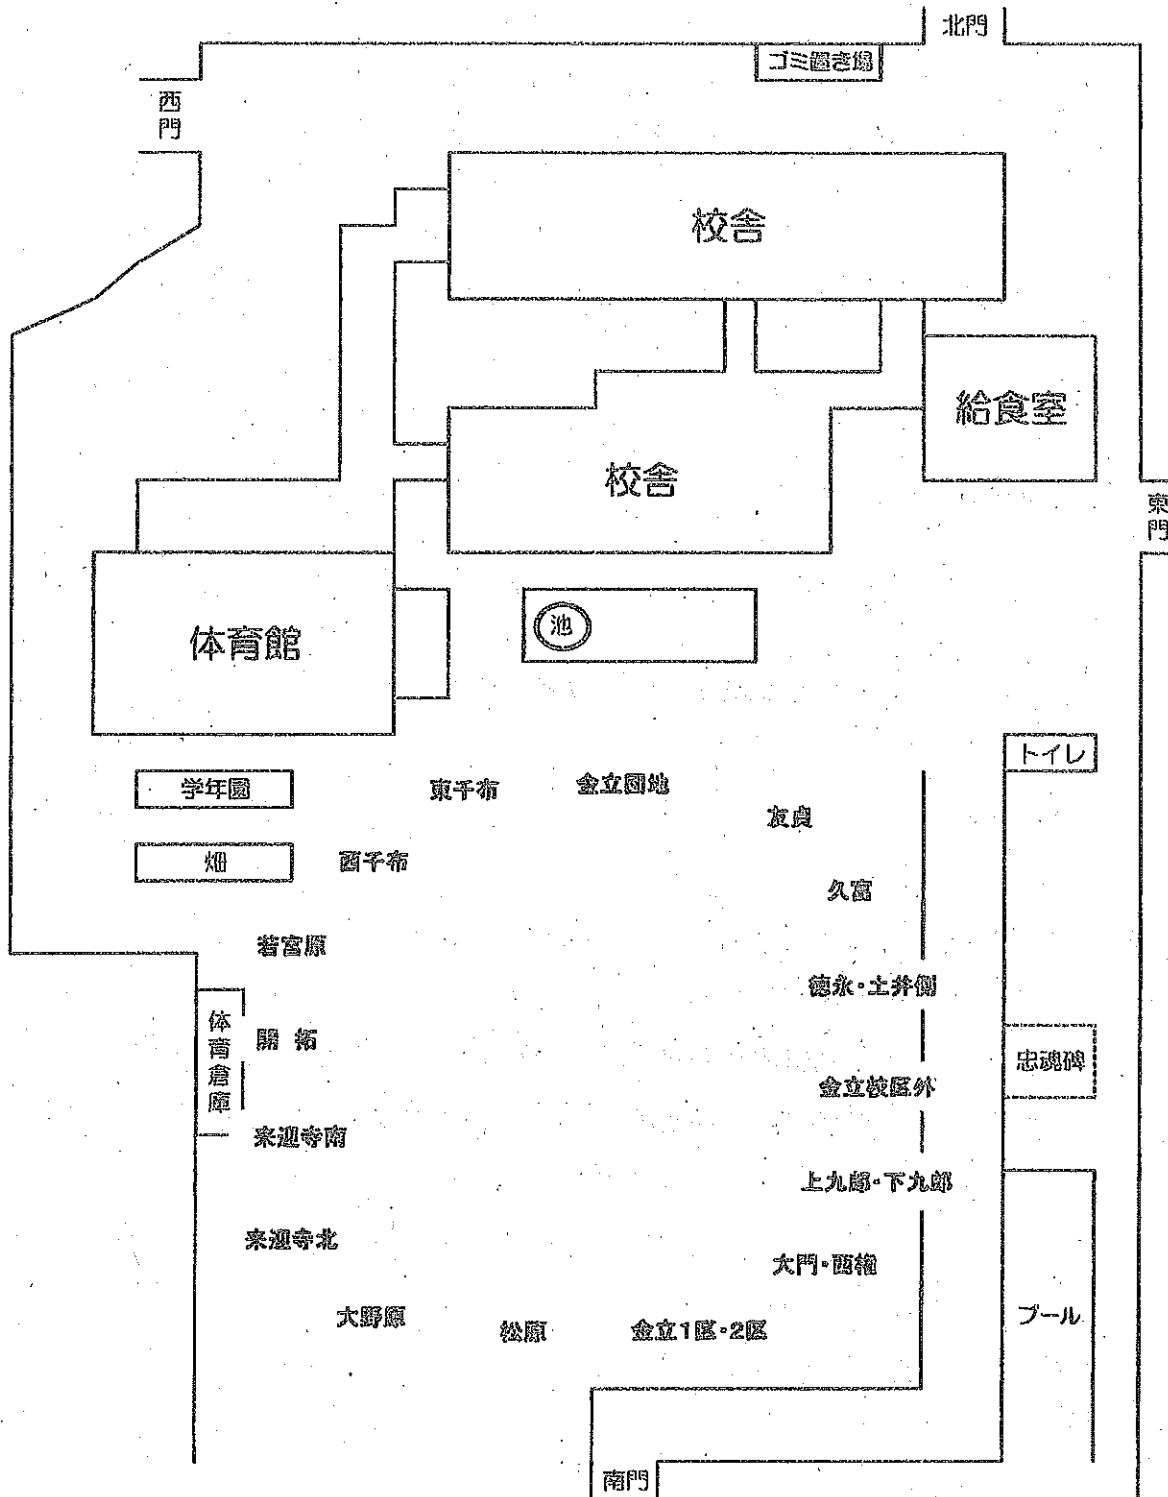 北門
ゴミ置き場
西門
校舎
給食室
校舎
東門
池
体育館
トイレ
学年園
東千布
金立団地
友貞
畑
西千布
久富
若宮原
徳永・土井側
体育倉庫
開 拓
忠魂碑
金立校区外
来迎寺南
上九郎・下九郎
来迎寺北
大門・西権
大野原
松原
金立1区・2区
プール
南門